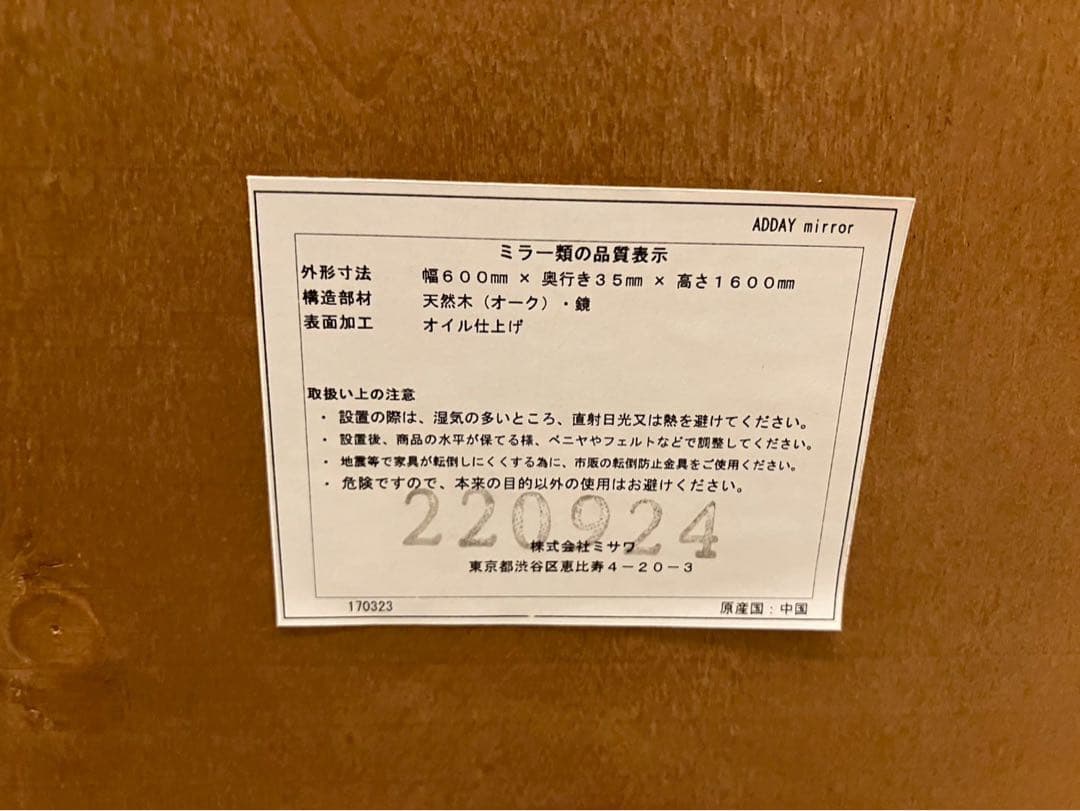 ADDAY mirror
ミラー類の品質表示
外形寸法 幅６００㎜ × 奥行き３５㎜ × 高さ１６００㎜
構造部材 天然木（オーク）・鏡
表面加工 オイル仕上げ
取扱い上の注意
・ 設置の際は、湿気の多いところ、直射日光又は熱を避けてください。
・ 設置後、商品の水平が保てる様、ベニヤやフェルトなどで調整してください。
・ 地震等で家具が転倒しにくくする為に、市販の転倒防止金具をご使用ください。
・ 危険ですので、本来の目的以外の使用はお避けください。
220924
株式会社ミサワ
東京都渋谷区恵比寿４－２０－３
170323 原産国：中国